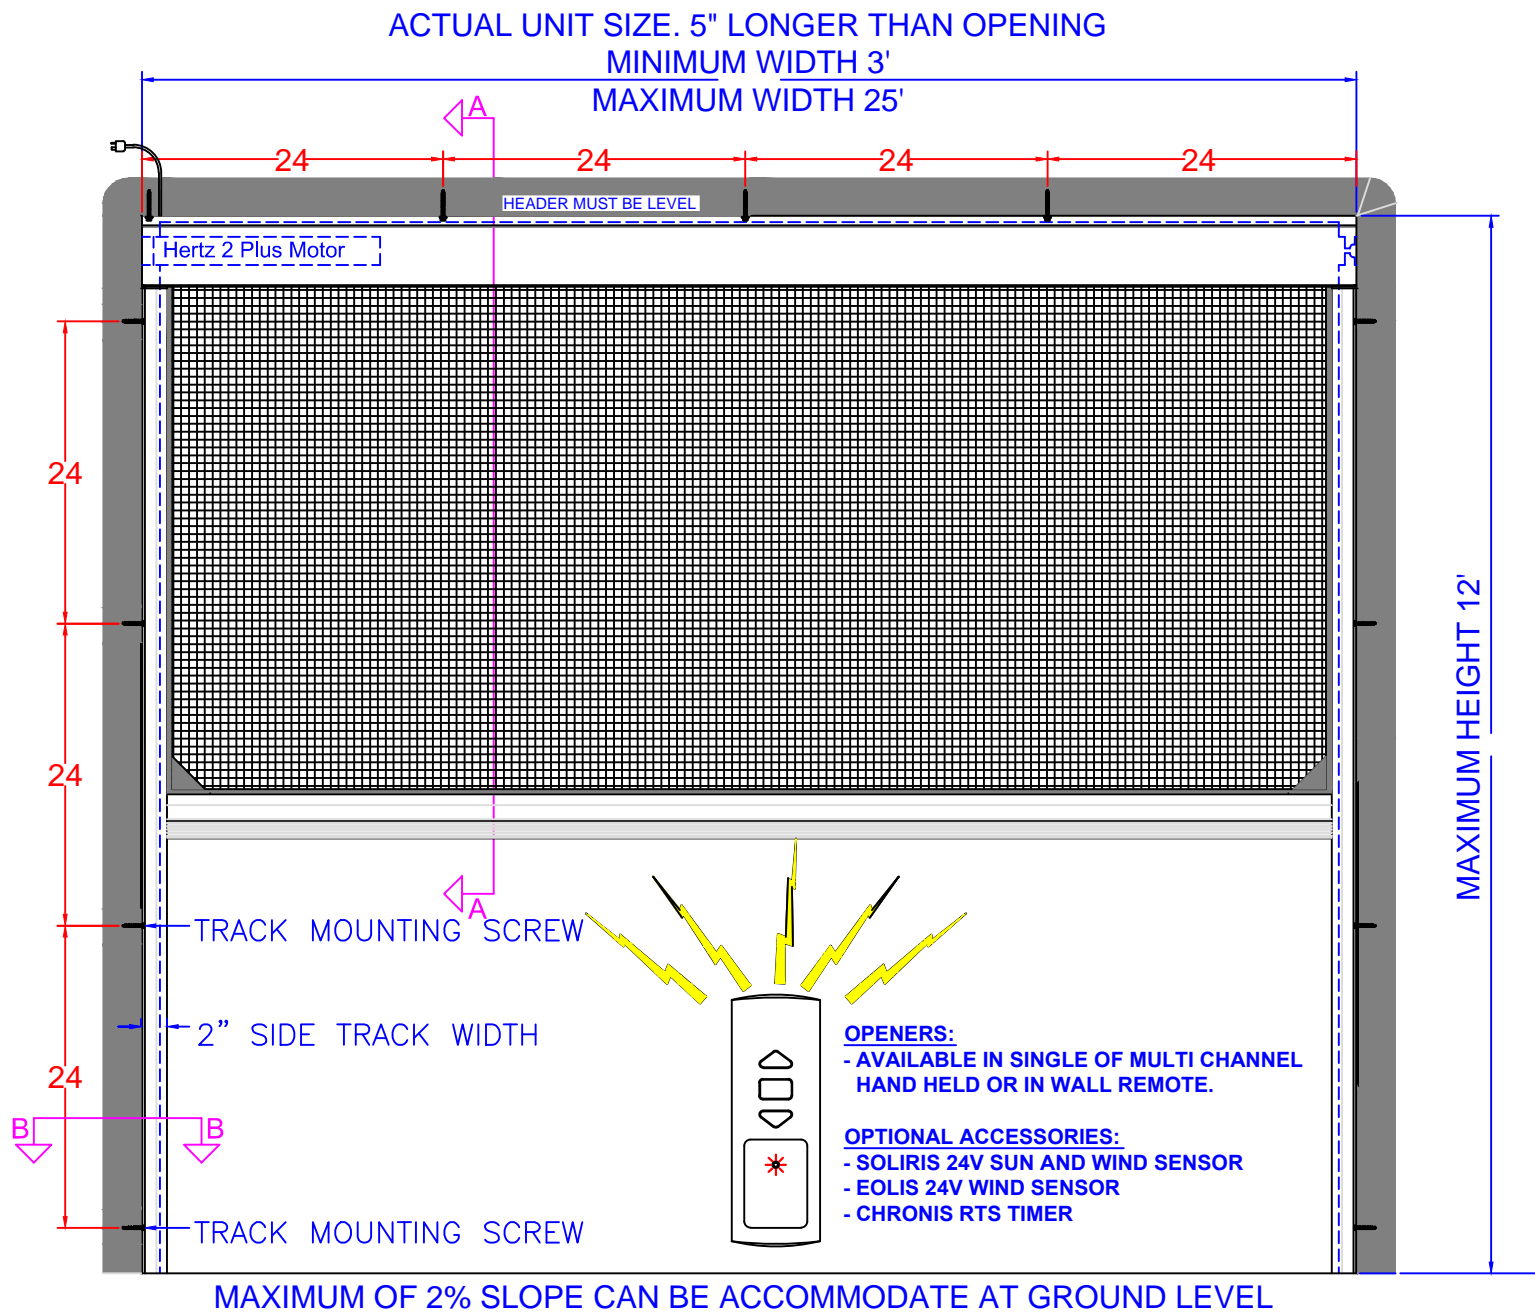 ACTUAL UNIT SIZE. 5" LONGER THAN OPENING
MINIMUM WIDTH 3'
MAXIMUM WIDTH 25'
A
24 24 24 24
HEADER MUST BE LEVEL
Hertz 2 Plus Motor
24
24
MAXIMUM HEIGHT 12'
A
TRACK MOUNTING SCREW
2” SIDE TRACK WIDTH
24
OPENERS:
- AVAILABLE IN SINGLE OF MULTI CHANNEL
HAND HELD OR IN WALL REMOTE.
B B
OPTIONAL ACCESSORIES:
- SOLIRIS 24V SUN AND WIND SENSOR
- EOLIS 24V WIND SENSOR
- CHRONIS RTS TIMER
TRACK MOUNTING SCREW
MAXIMUM OF 2% SLOPE CAN BE ACCOMMODATE AT GROUND LEVEL